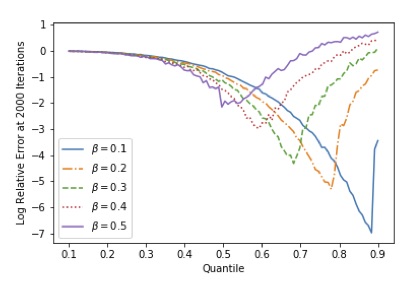 Log Relative Error at 2000 Iterations
1
0
−1
−2
−3
−4
−5
−6
−7
β = 0.1
β = 0.2
β = 0.3
β = 0.4
β = 0.5
0.1 0.2 0.3 0.4 0.5 0.6 0.7 0.8 0.9
Quantile